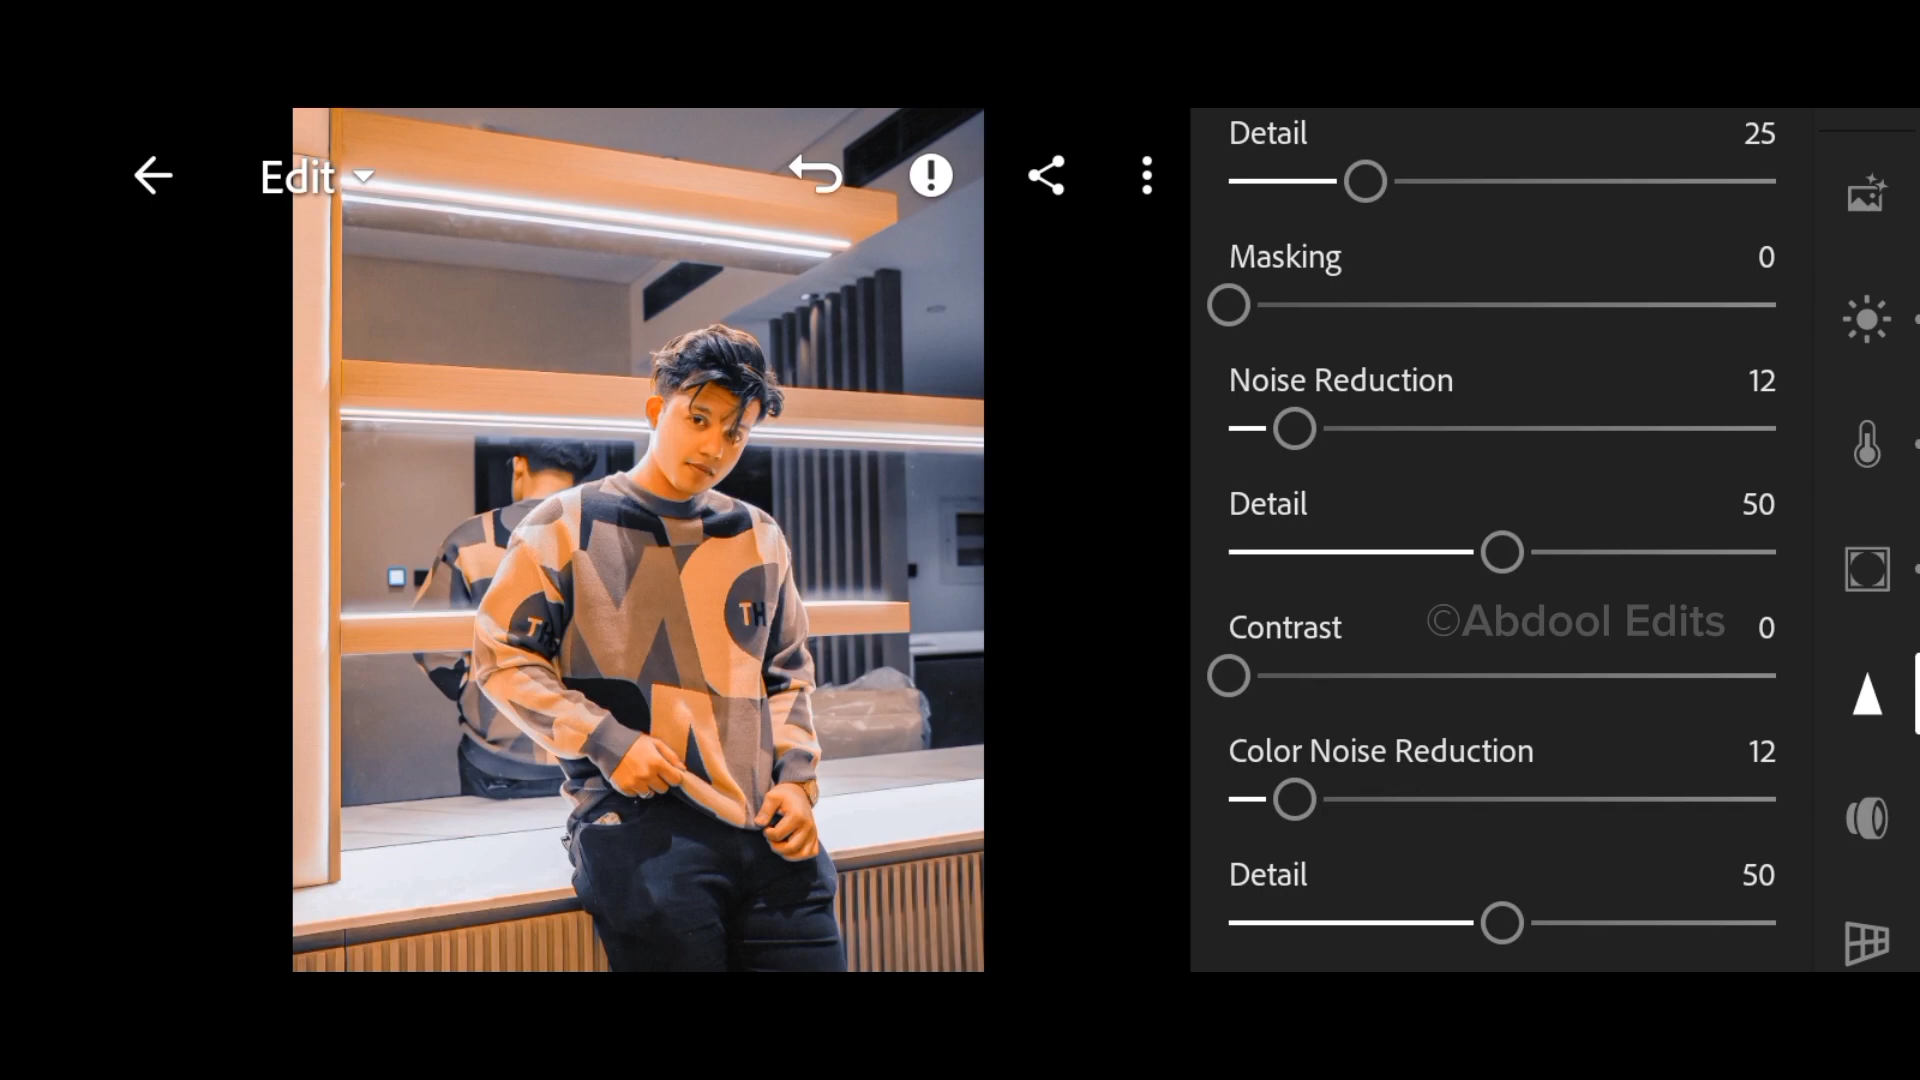 Edit
Detail 25
Masking 0
Noise Reduction 12
Detail 50
Contrast 0
©Abdool Edits
Color Noise Reduction 12
Detail 50
TH